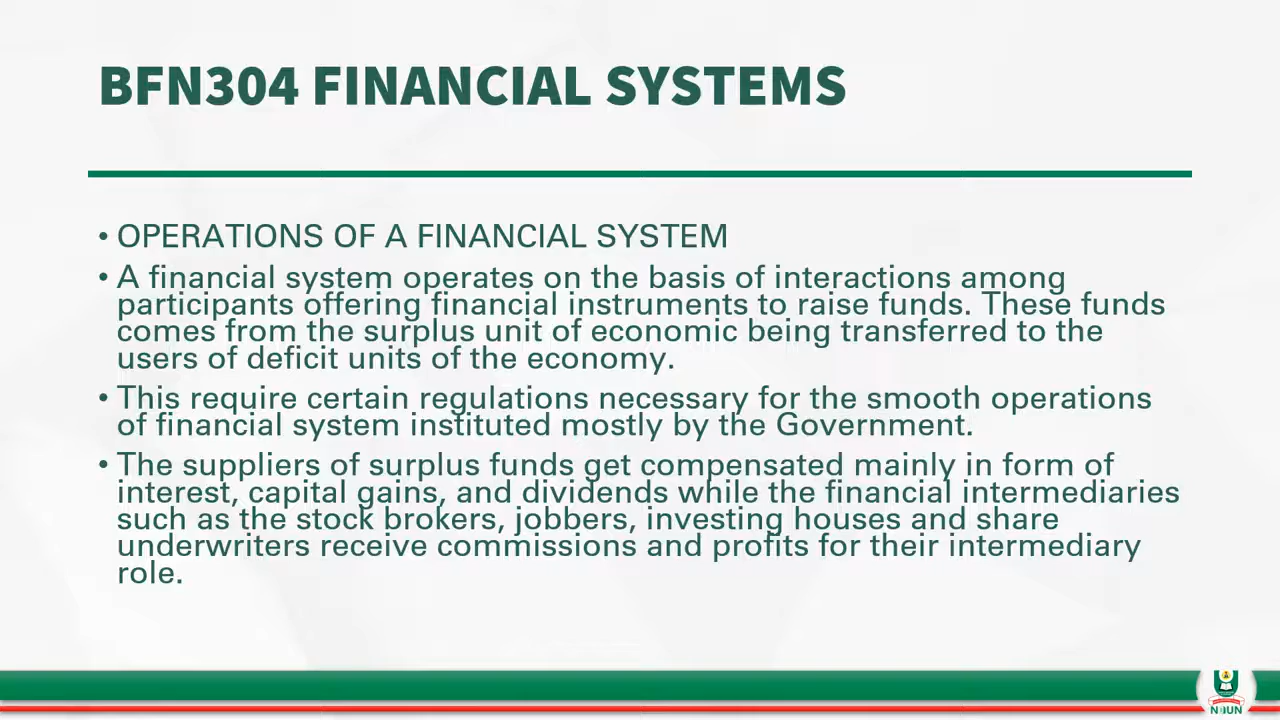 BFN304 FINANCIAL SYSTEMS
• OPERATIONS OF A FINANCIAL SYSTEM
• A financial system operates on the basis of interactions among
participants offering financial instruments to raise funds. These funds
comes from the surplus unit of economic being transferred to the
users of deficit units of the economy.
• This require certain regulations necessary for the smooth operations
of financial system instituted mostly by the Government.
• The suppliers of surplus funds get compensated mainly in form of
interest, capital gains, and dividends while the financial intermediaries
such as the stock brokers, jobbers, investing houses and share
underwriters receive commissions and profits for their intermediary
role.
NOUN